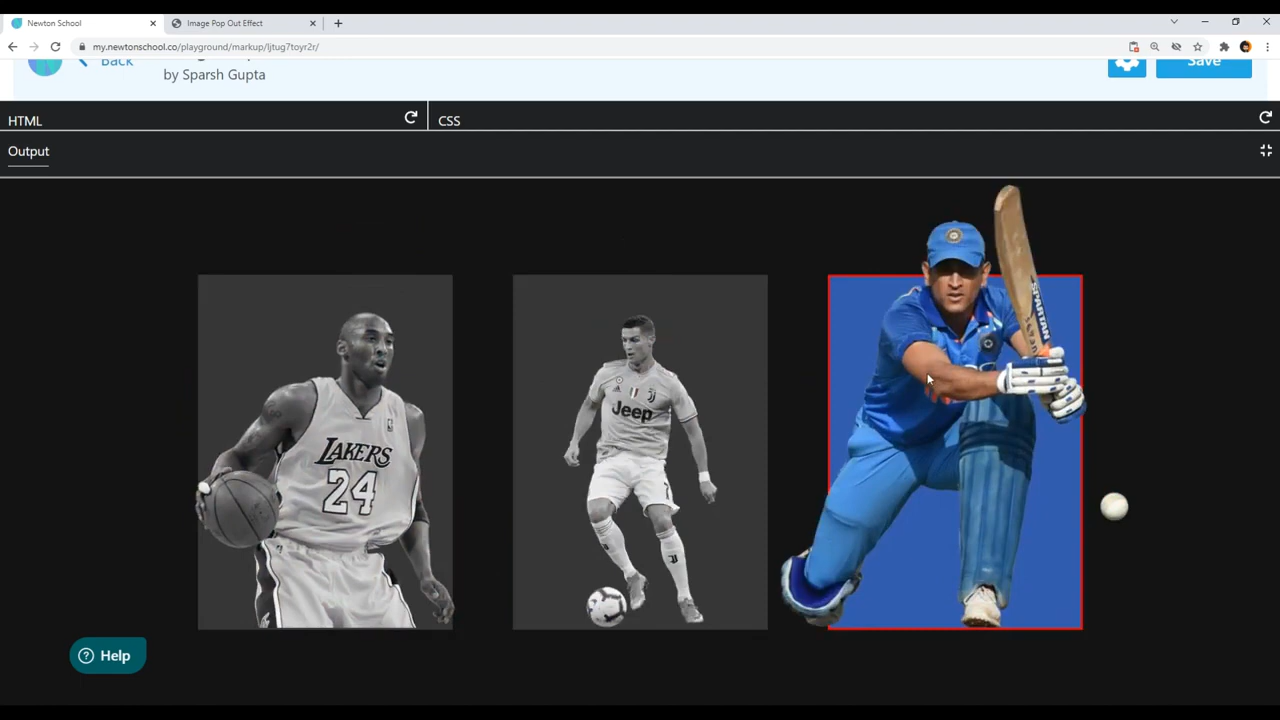 Newton School
Image Pop Out Effect
my.newtonschool.co/playground/markup/ljtug7toyr2r/
Back
by Sparsh Gupta
Save
HTML
CSS
Output
LAKERS
24
Jeep
SPARTAN
Help